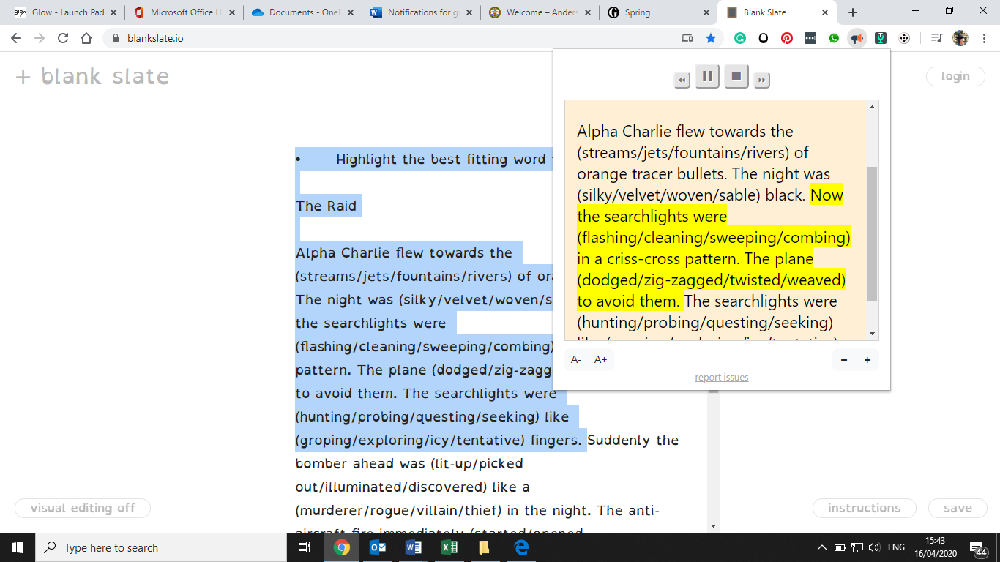 Glow - Launch Pad
Microsoft Office H
Documents - OneD
Notifications for g
Welcome – Anders
Spring
Blank Slate
blankslate.io
+ blank slate
login
• Highlight the best fitting word
The Raid
Alpha Charlie flew towards the
(streams/jets/fountains/rivers) of ora
The night was (silky/velvet/woven/s
the searchlights were
(flashing/cleaning/sweeping/combing)
pattern. The plane (dodged/zig-zagg
to avoid them. The searchlights were
(hunting/probing/questing/seeking) like
(groping/exploring/icy/tentative) fingers. Suddenly the
bomber ahead was (lit-up/picked
out/illuminated/discovered) like a
(murderer/rogue/villain/thief) in the night. The anti-
aircraft fire immediately (started/opened
Alpha Charlie flew towards the
(streams/jets/fountains/rivers) of
orange tracer bullets. The night was
(silky/velvet/woven/sable) black. Now
the searchlights were
(flashing/cleaning/sweeping/combing)
in a criss-cross pattern. The plane
(dodged/zig-zagged/twisted/weaved)
to avoid them. The searchlights were
(hunting/probing/questing/seeking)
A- A+
- +
report issues
visual editing off
instructions
save
Type here to search
ENG
15:43
16/04/2020
44